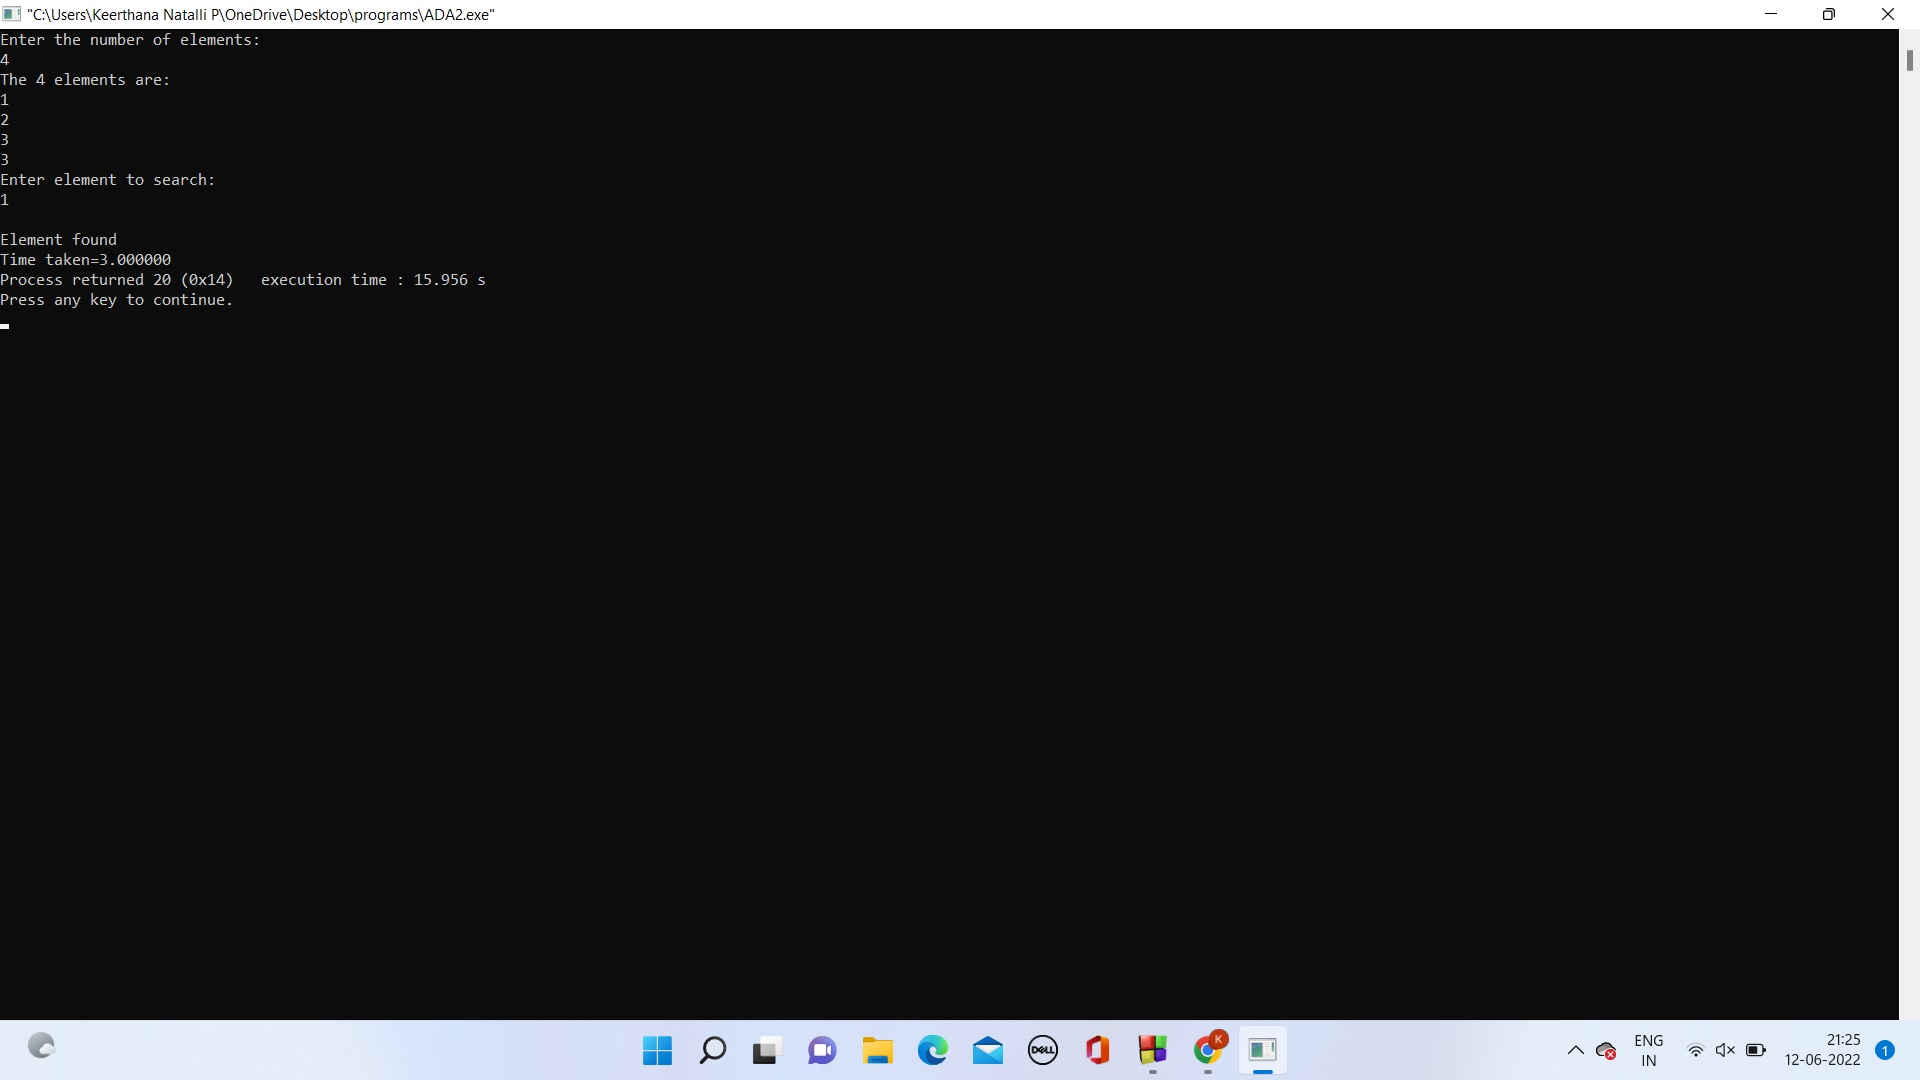 "C:\Users\Keerthana Natalli P\OneDrive\Desktop\programs\ADA2.exe"
Enter the number of elements:
4
The 4 elements are:
1
2
3
3
Enter element to search:
1
Element found
Time taken=3.000000
Process returned 20 (0x14)   execution time : 15.956 s
Press any key to continue.
DELL
K
ENG
IN
21:25
12-06-2022
1